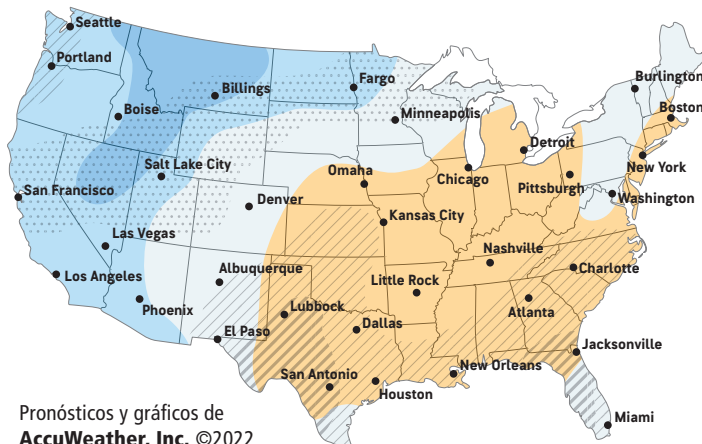 Seattle
Portland
Billings
Fargo
Burlington
Boise
Minneapolis
Boston
Salt Lake City
Detroit
Omaha
New York
Chicago
Pittsburgh
San Francisco
Denver
Washington
Kansas City
Las Vegas
Nashville
Albuquerque
Charlotte
Los Angeles
Little Rock
Phoenix
Lubbock
Atlanta
El Paso
Dallas
Jacksonville
San Antonio
New Orleans
Houston
Miami
Pronósticos y gráficos de
AccuWeather, Inc. ©2022